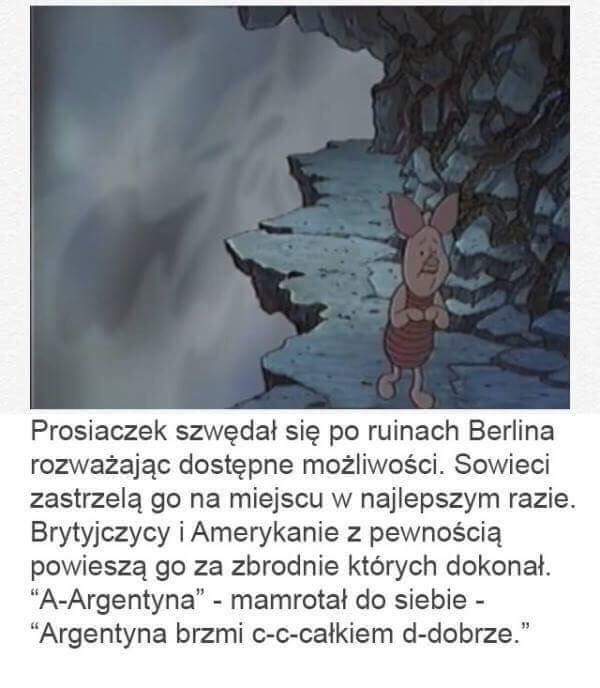 Prosiaczek szwędał się po ruinach Berlina
rozważając dostępne możliwości. Sowieci
zastrzelą go na miejscu w najlepszym razie.
Brytyjczycy i Amerykanie z pewnością
powieszą go za zbrodnie których dokonał.
“A-Argentyna” - mamrotał do siebie -
“Argentyna brzmi c-c-całkiem d-dobrze.”